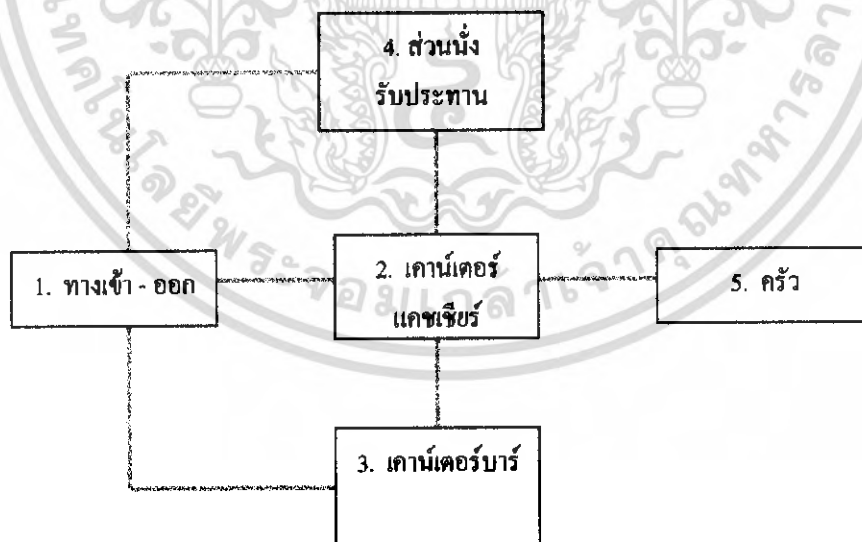 4. ส่วนนั่ง
รับประทาน
1. ทางเข้า - ออก
2. เคาน์เตอร์
แคชเชียร์
5. ครัว
3. เคาน์เตอร์บาร์